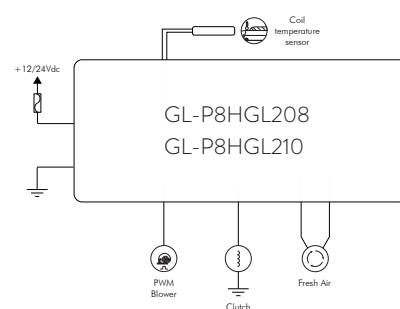 Coil
temperature
sensor
+12/24Vdc
GL-P8HGL208
GL-P8HGL210
PWM
Blower
Clutch
Fresh Air